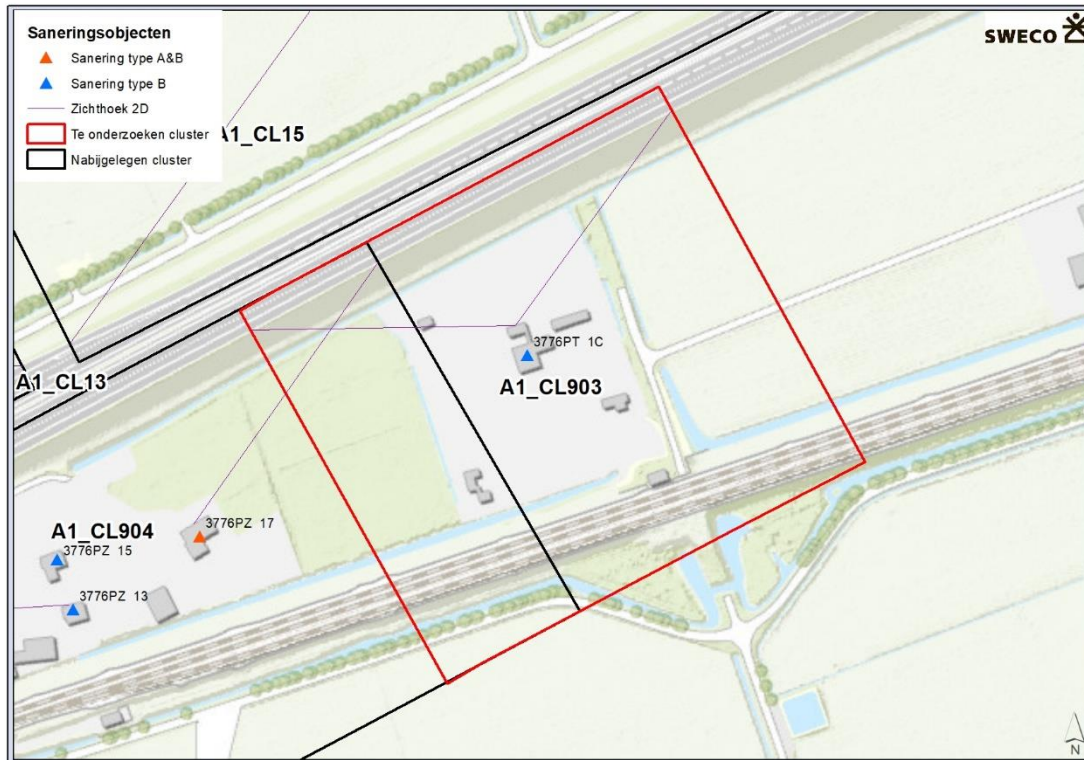 Saneringsobjecten
Sanering type A&B
Sanering type B
Zichthoek 2D
Te onderzoeken cluster
Nabijgelegen cluster
SWECO
A1_CL15
3776PT 1C
A1_CL13
A1_CL903
3776PZ 17
A1_CL904
3776PZ 15
3776PZ 13
N